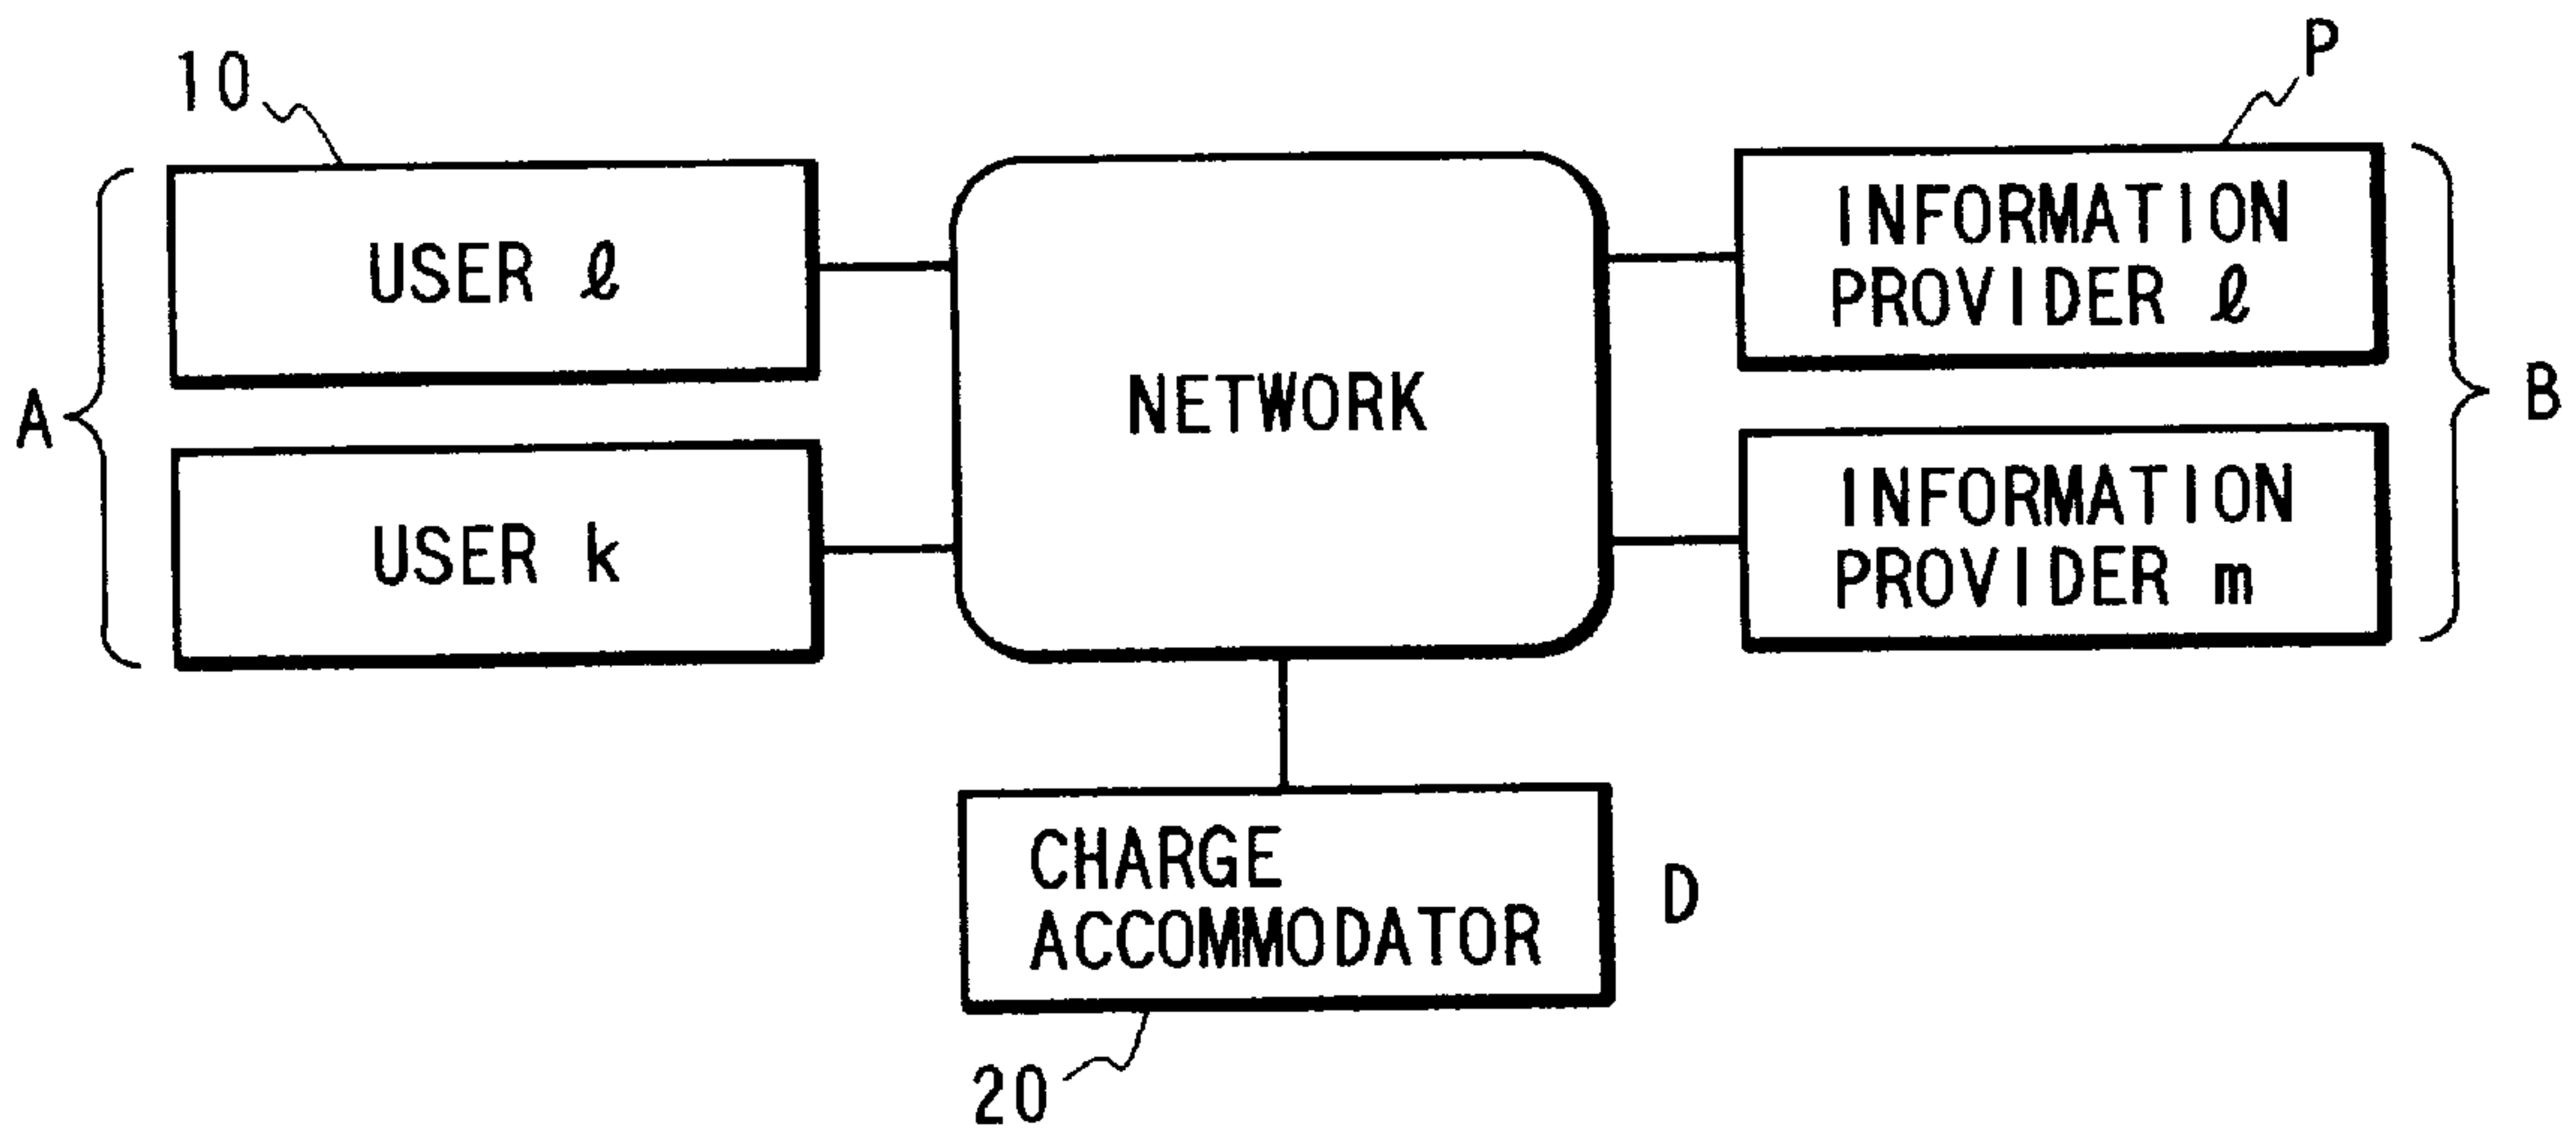 10
P
USER ℓ
INFORMATION
PROVIDER ℓ
A
NETWORK
B
USER k
INFORMATION
PROVIDER m
CHARGE
ACCOMMODATOR
D
20